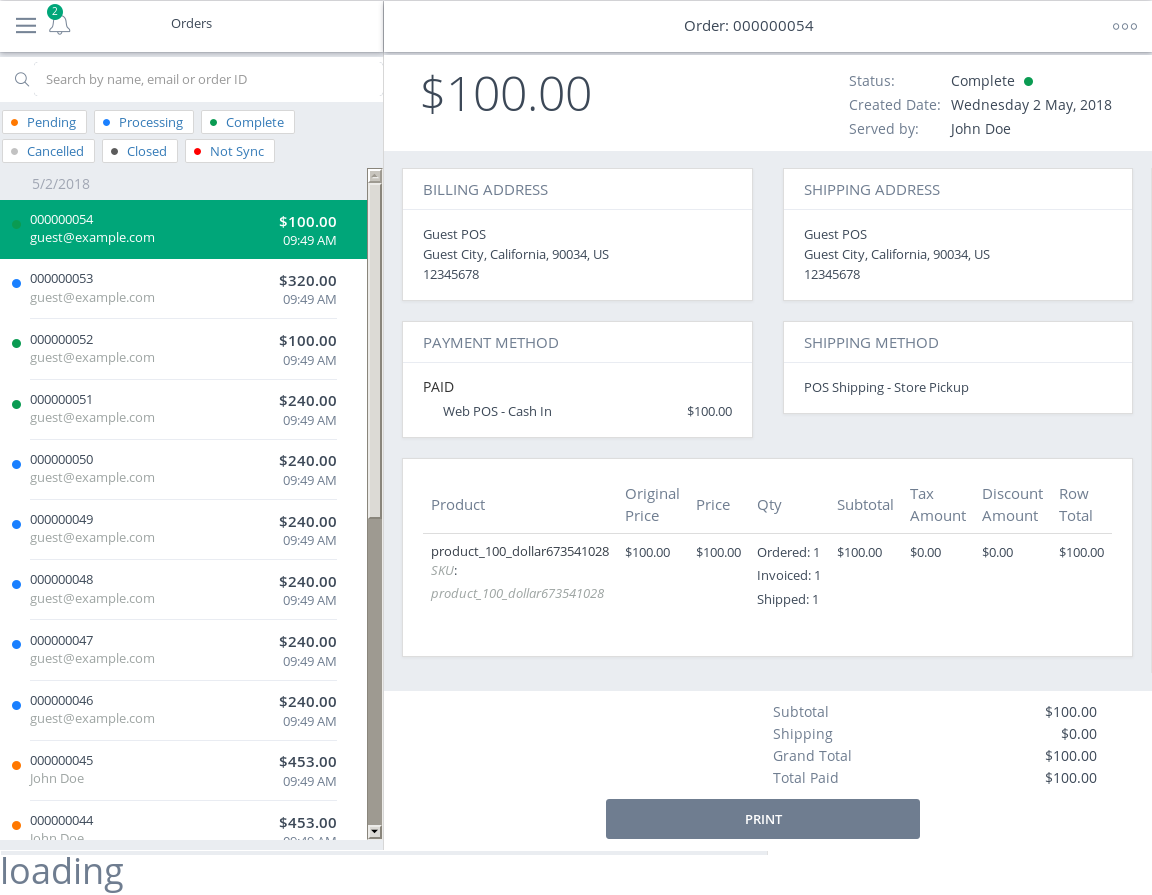 2
Orders
Search by name, email or order ID
Pending
Processing
Complete
Cancelled
Closed
Not Sync
5/2/2018
000000054 $100.00
guest@example.com 09:49 AM
000000053 $320.00
guest@example.com 09:49 AM
000000052 $100.00
guest@example.com 09:49 AM
000000051 $240.00
guest@example.com 09:49 AM
000000050 $240.00
guest@example.com 09:49 AM
000000049 $240.00
guest@example.com 09:49 AM
000000048 $240.00
guest@example.com 09:49 AM
000000047 $240.00
guest@example.com 09:49 AM
000000046 $240.00
guest@example.com 09:49 AM
000000045 $453.00
John Doe 09:49 AM
000000044 $453.00
John Doe 09:49 AM
Order: 000000054
$100.00
Status: Complete
Created Date: Wednesday 2 May, 2018
Served by: John Doe
BILLING ADDRESS
Guest POS
Guest City, California, 90034, US
12345678
SHIPPING ADDRESS
Guest POS
Guest City, California, 90034, US
12345678
PAYMENT METHOD
PAID
Web POS - Cash In $100.00
SHIPPING METHOD
POS Shipping - Store Pickup
Product
Original
Price
Price
Qty
Subtotal
Tax
Amount
Discount
Amount
Row
Total
product_100_dollar673541028 $100.00 $100.00 Ordered: 1 $100.00 $0.00 $0.00 $100.00
SKU:
Invoiced: 1
product_100_dollar673541028
Shipped: 1
Subtotal $100.00
Shipping $0.00
Grand Total $100.00
Total Paid $100.00
PRINT
loading